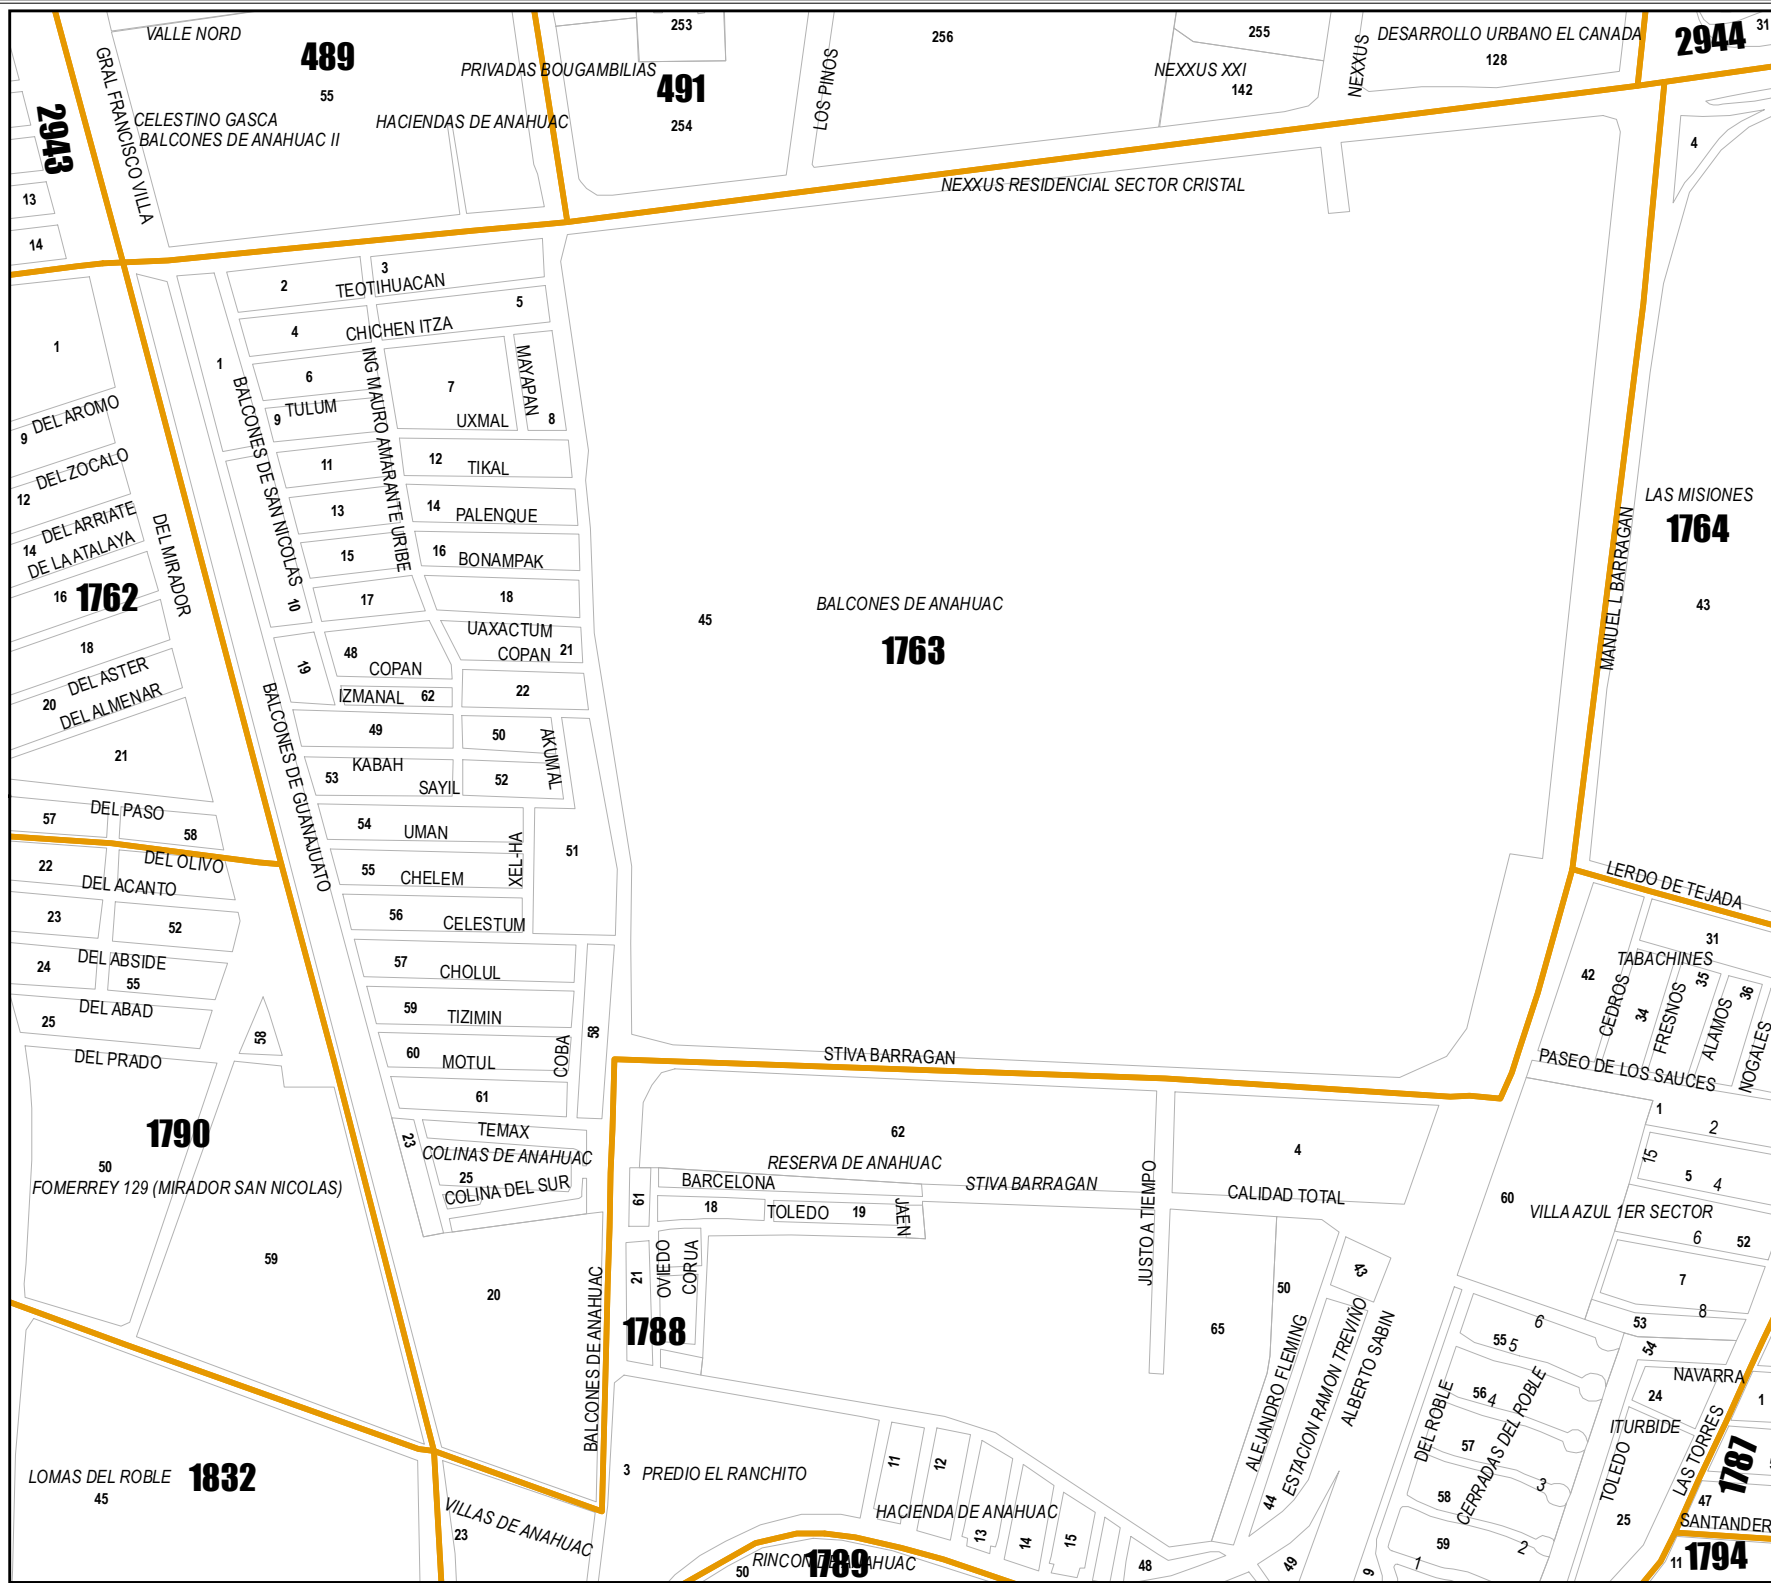 VALLE NORD
489
55
253
256
255
DESARROLLO URBANO EL CANADA
128
2944
31
PRIVADAS BOUGAMBILIAS
491
254
LOS PINOS
NEXXUS XXI
142
NEXXUS
GRAL FRANCISCO VILLA
2943
CELESTINO GASCA
BALCONES DE ANAHUAC II
HACIENDAS DE ANAHUAC
4
13
14
NEXXUS RESIDENCIAL SECTOR CRISTAL
2
3
TEOTIHUACAN
5
4
CHICHEN ITZA
1
1
6
7
MAYAPAN
8
9
TULUM
UXMAL
ING MAURO AMARANTE URIBE
BALCONES DE SAN NICOLAS
DEL AROMO
9
DEL ZOCALO
12
11
12
TIKAL
13
14
PALENQUE
DEL ARRIATE
14
DE LA ATALAYA
DEL MIRADOR
15
16
BONAMPAK
16
1762
10
17
18
LAS MISIONES
1764
43
MANUEL L BARRAGAN
BALCONES DE ANAHUAC
45
1763
18
UAXACTUM
COPAN
21
19
48
COPAN
DEL ASTER
20
DEL ALMENAR
IZMANAL
62
22
21
BALCONES DE GUANAJUATO
49
50
AKUMAL
53
KABAH
SAYIL
52
57
DEL PASO
58
54
UMAN
XEL-HA
51
22
DEL OLIVO
DEL ACANTO
55
CHELEM
LERDO DE TEJADA
23
52
56
CELESTUM
31
TABACHINES
24
DEL ABSIDE
55
57
CHOLUL
42
CEDROS
34
FRESNOS
35
ALAMOS
36
NOGALES
25
DEL ABAD
59
TIZIMIN
58
58
60
MOTUL
COBA
DEL PRADO
STIVA BARRAGAN
PASEO DE LOS SAUCES
61
1790
50
FOMERREY 129 (MIRADOR SAN NICOLAS)
59
23
TEMAX
COLINAS DE ANAHUAC
25
COLINA DEL SUR
62
RESERVA DE ANAHUAC
STIVA BARRAGAN
JUSTO A TIEMPO
4
CALIDAD TOTAL
1
2
15
5
4
60
VILLA AZUL 1ER SECTOR
6
52
61
BARCELONA
18
TOLEDO
19
JAEN
21
OVIEDO
CORUA
20
BALCONES DE ANAHUAC
1788
50
43
7
8
53
54
65
ALEJANDRO FLEMING
ESTACION RAMON TREVIÑO
ALBERTO SABIN
6
55
5
NAVARRA
24
1
56
4
DEL ROBLE
CERRADAS DEL ROBLE
57
ITURBIDE
TOLEDO
LAS TORRES
1787
LOMAS DEL ROBLE
45
1832
3
PREDIO EL RANCHITO
11
12
3
58
47
44
HACIENDA DE ANAHUAC
13
14
15
VILLAS DE ANAHUAC
23
25
SANTANDER
59
2
1
RINCON DE ANAHUAC
50
1789
48
49
9
11
1794